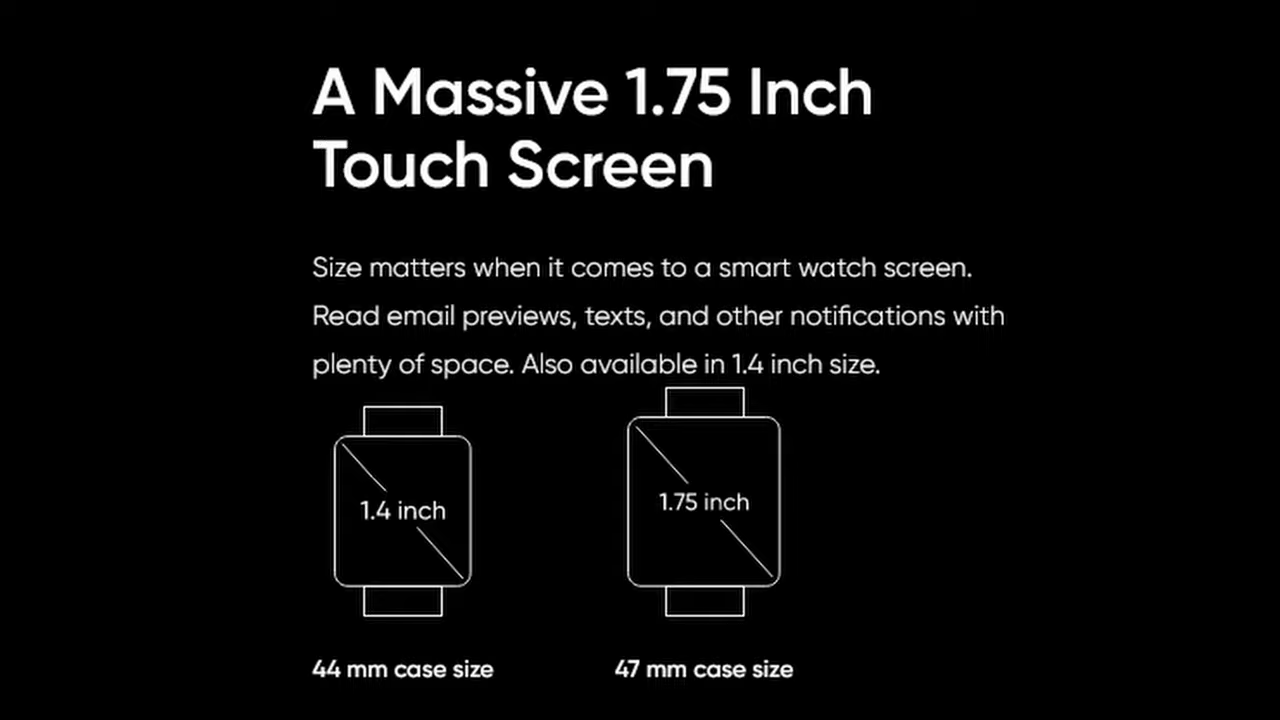 A Massive 1.75 Inch
Touch Screen
Size matters when it comes to a smart watch screen.
Read email previews, texts, and other notifications with
plenty of space. Also available in 1.4 inch size.
1.4 inch
1.75 inch
44 mm case size
47 mm case size